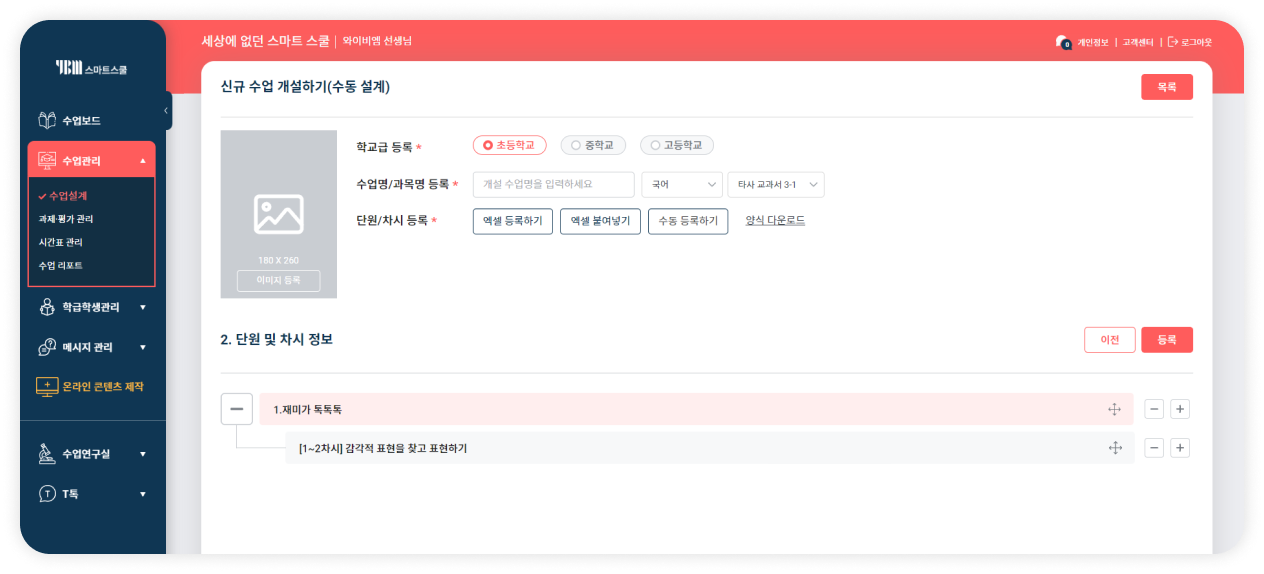 세상에 없던 스마트 스쿨 | 와이비엠 선생님
0 개인정보 | 고객센터 | 로그아웃
YBM 스마트스쿨
수업보드
수업관리
수업설계
과제·평가 관리
시간표 관리
수업 리포트
학급학생관리
메시지 관리
온라인 콘텐츠 제작
수업연구실
T톡
신규 수업 개설하기(수동 설계)
목록
180 X 260
이미지 등록
학교급 등록 * 초등학교 중학교 고등학교
수업명/과목명 등록 * 개설 수업명을 입력하세요 국어 타사 교과서 3-1
단원/차시 등록 * 엑셀 등록하기 엑셀 붙여넣기 수동 등록하기 양식 다운로드
2. 단원 및 차시 정보
이전 등록
1.재미가 톡톡톡
[1~2차시] 감각적 표현을 찾고 표현하기